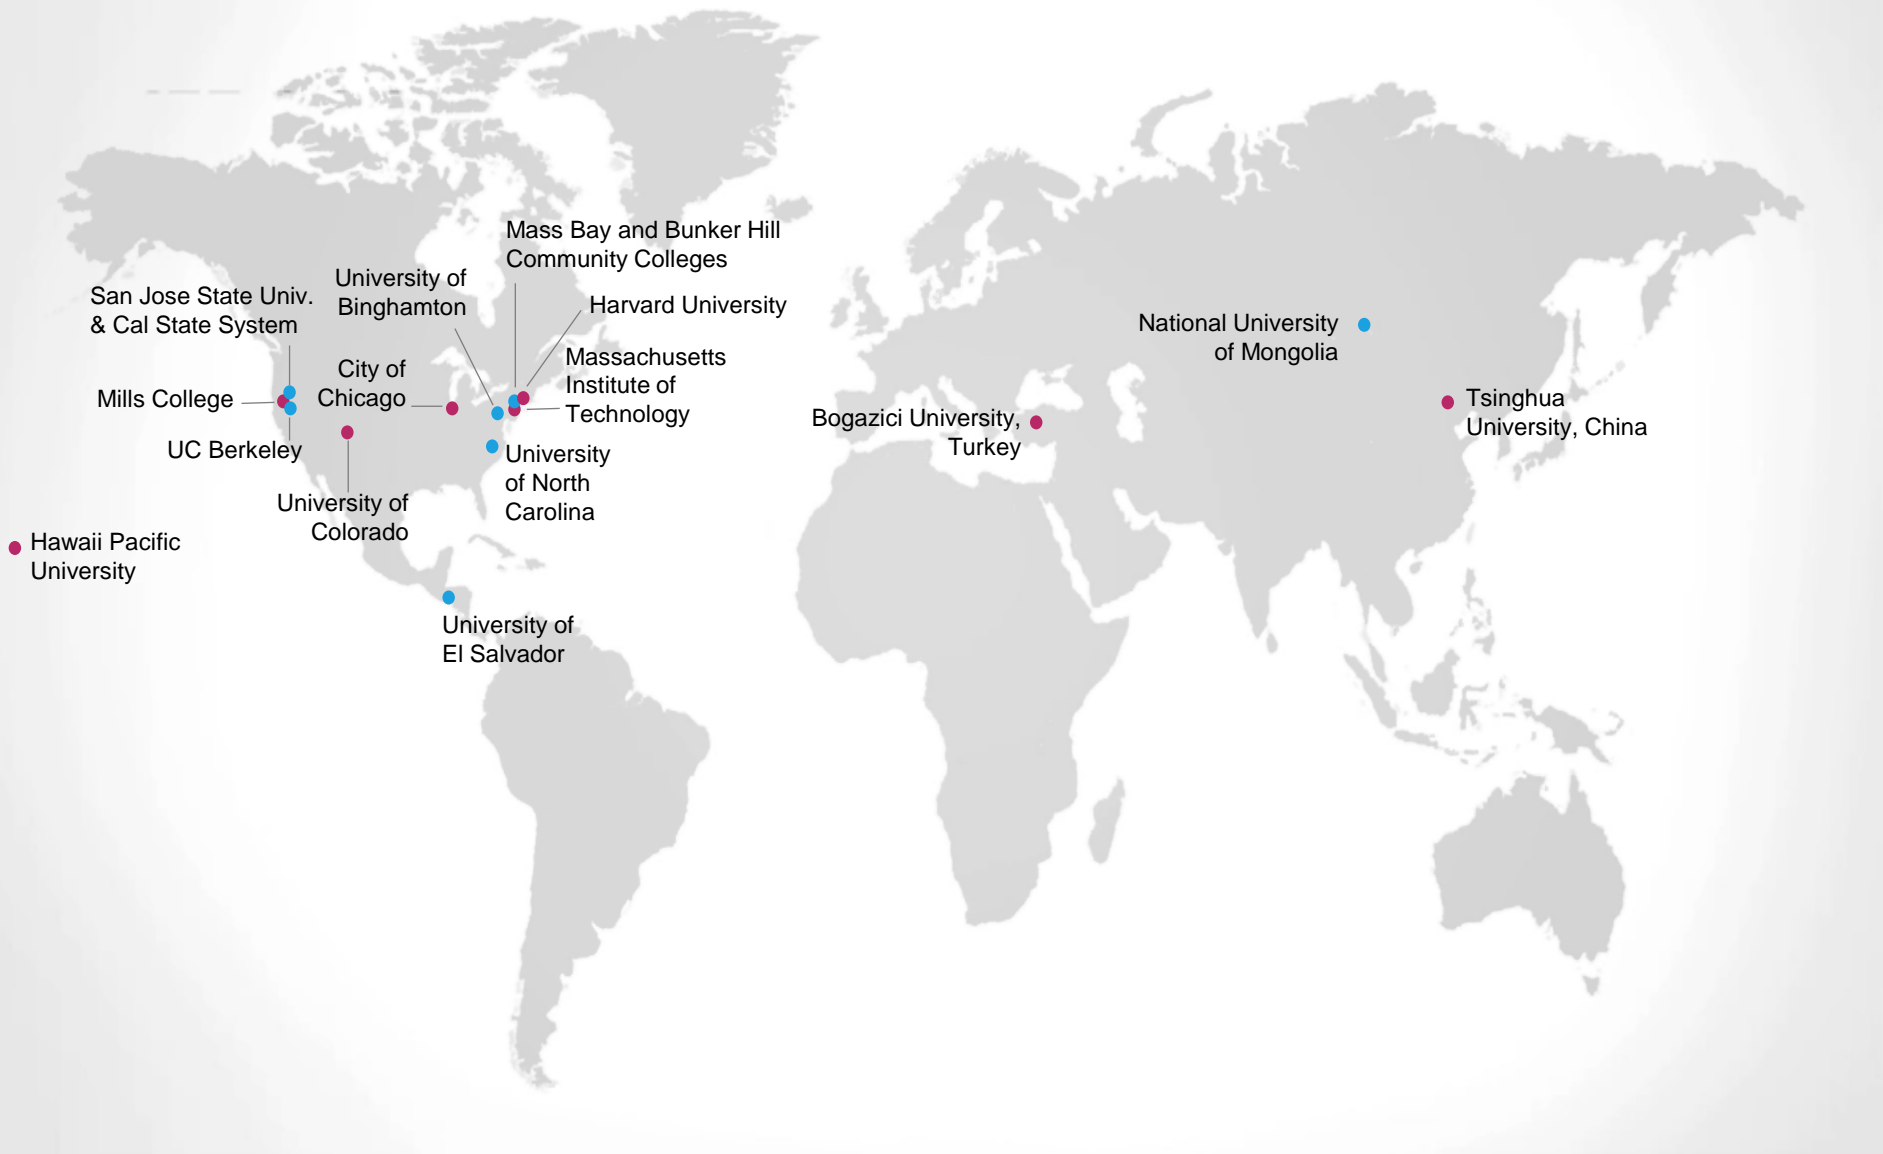 Mass Bay and Bunker Hill
Community Colleges
University of
Binghamton
San Jose State Univ.
& Cal State System
Harvard University
National University
of Mongolia
Massachusetts
Institute of
Technology
City of
Chicago
Mills College
Tsinghua
University, China
Bogazici University,
Turkey
UC Berkeley
University
of North
Carolina
University of
Colorado
Hawaii Pacific
University
University of
El Salvador